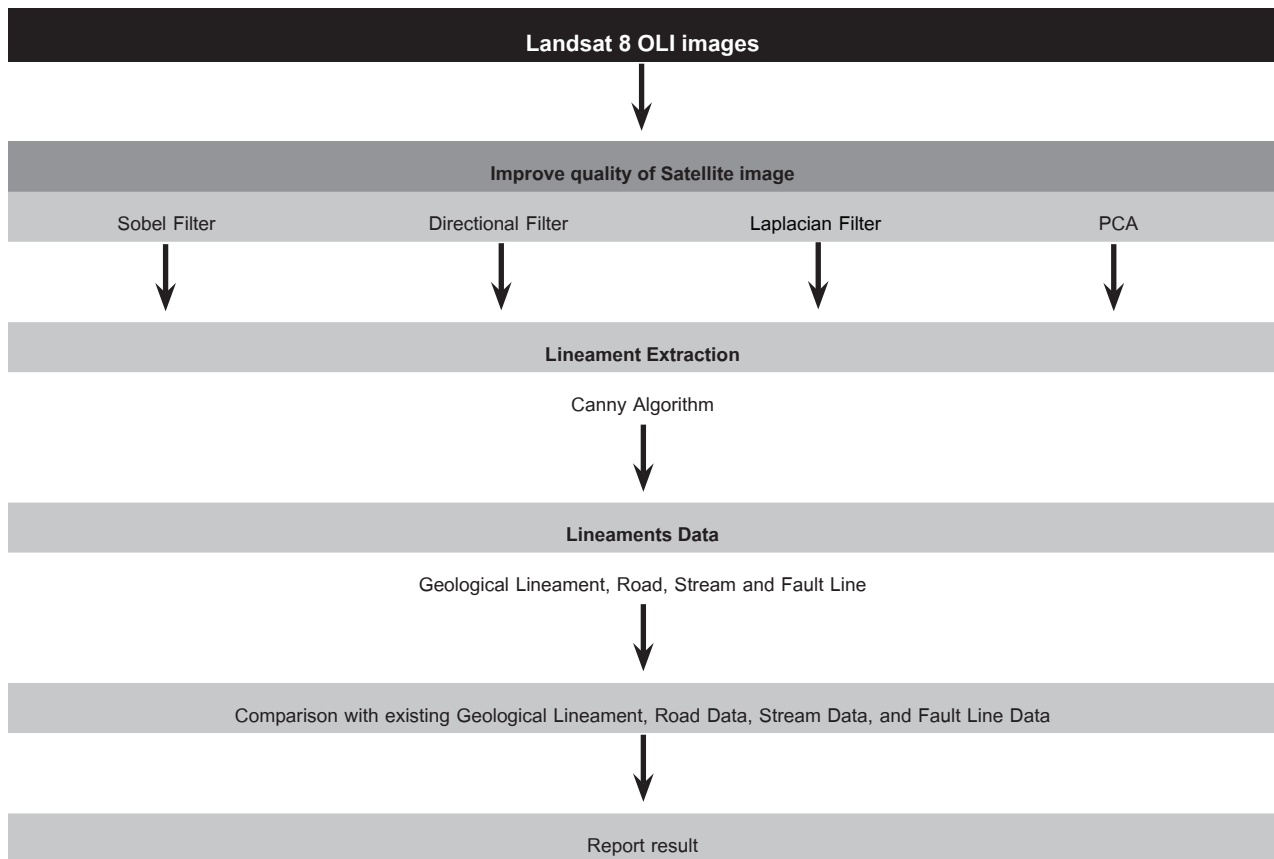 Landsat 8 OLI images
Improve quality of Satellite image
Sobel Filter
Directional Filter
Laplacian Filter
PCA
Lineament Extraction
Canny Algorithm
Lineaments Data
Geological Lineament, Road, Stream and Fault Line
Comparison with existing Geological Lineament, Road Data, Stream Data, and Fault Line Data
Report result